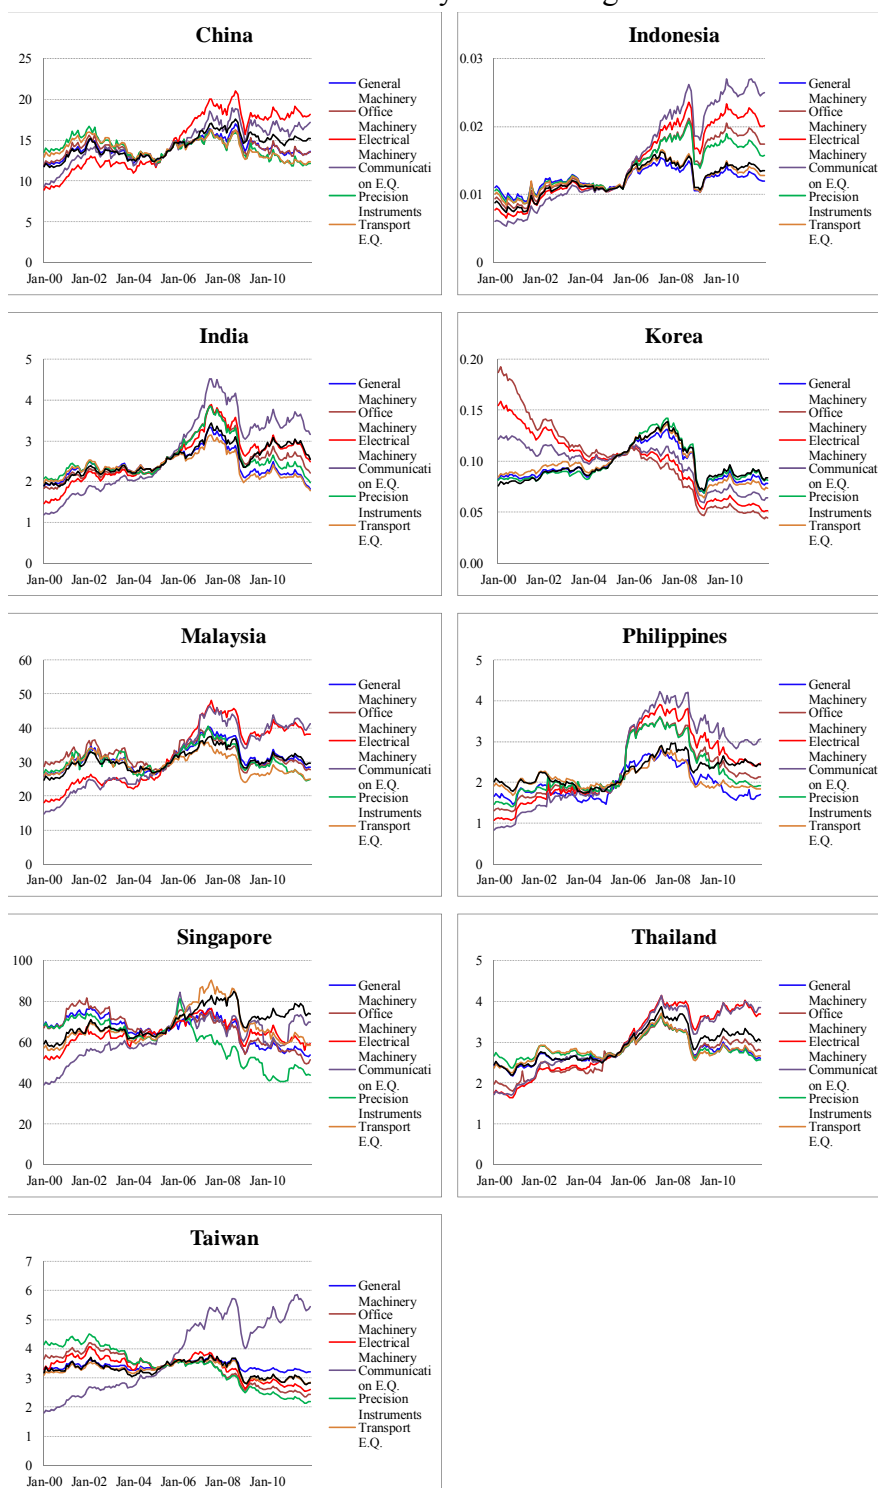 China
25
20
15
10
5
0
Jan-00 Jan-02 Jan-04 Jan-06 Jan-08 Jan-10
General
Machinery
Office
Machinery
Electrical
Machinery
Communicati
on E.Q.
Precision
Instruments
Transport
E.Q.
Indonesia
0.03
0.02
0.01
0
Jan-00 Jan-02 Jan-04 Jan-06 Jan-08 Jan-10
General
Machinery
Office
Machinery
Electrical
Machinery
Communicat
on E.Q.
Precision
Instruments
Transport
E.Q.
India
5
4
3
2
1
0
Jan-00 Jan-02 Jan-04 Jan-06 Jan-08 Jan-10
General
Machinery
Office
Machinery
Electrical
Machinery
Communicati
on E.Q.
Precision
Instruments
Transport
E.Q.
Korea
0.20
0.15
0.10
0.05
0.00
Jan-00 Jan-02 Jan-04 Jan-06 Jan-08 Jan-10
General
Machinery
Office
Machinery
Electrical
Machinery
Communicat
on E.Q.
Precision
Instruments
Transport
E.Q.
Malaysia
60
50
40
30
20
10
0
Jan-00 Jan-02 Jan-04 Jan-06 Jan-08 Jan-10
General
Machinery
Office
Machinery
Electrical
Machinery
Communicati
on E.Q.
Precision
Instruments
Transport
E.Q.
Philippines
5
4
3
2
1
0
Jan-00 Jan-02 Jan-04 Jan-06 Jan-08 Jan-10
General
Machinery
Office
Machinery
Electrical
Machinery
Communicat
on E.Q.
Precision
Instruments
Transport
E.Q.
Singapore
100
80
60
40
20
0
Jan-00 Jan-02 Jan-04 Jan-06 Jan-08 Jan-10
General
Machinery
Office
Machinery
Electrical
Machinery
Communicati
on E.Q.
Precision
Instruments
Transport
E.Q.
Thailand
5
4
3
2
1
0
Jan-00 Jan-02 Jan-04 Jan-06 Jan-08 Jan-10
General
Machinery
Office
Machinery
Electrical
Machinery
Communicat
on E.Q.
Precision
Instruments
Transport
E.Q.
Taiwan
7
6
5
4
3
2
1
0
Jan-00 Jan-02 Jan-04 Jan-06 Jan-08 Jan-10
General
Machinery
Office
Machinery
Electrical
Machinery
Communicati
on E.Q.
Precision
Instruments
Transport
E.Q.